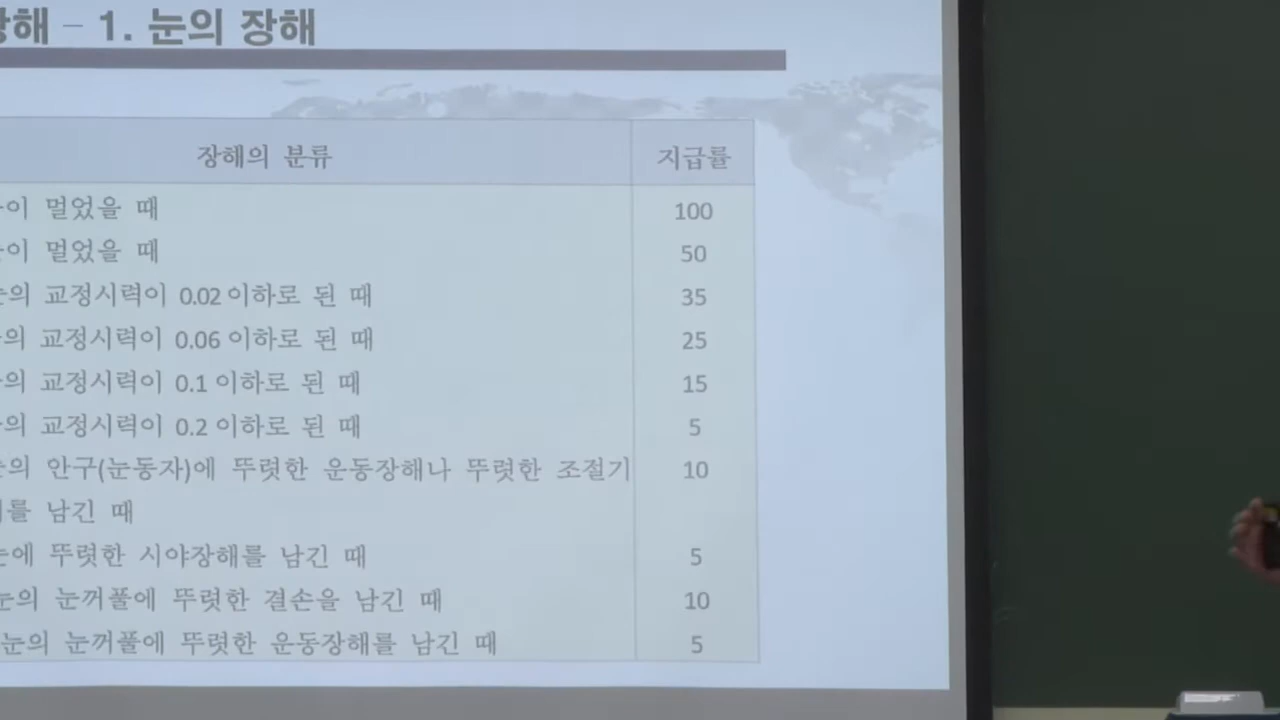 장해 – 1. 눈의 장해
장해의 분류 지급률
이 멀었을 때 100
이 멀었을 때 50
의 교정시력이 0.02 이하로 된 때 35
의 교정시력이 0.06 이하로 된 때 25
의 교정시력이 0.1 이하로 된 때 15
의 교정시력이 0.2 이하로 된 때 5
의 안구(눈동자)에 뚜렷한 운동장해나 뚜렷한 조절기 10
를 남긴 때
눈에 뚜렷한 시야장해를 남긴 때 5
눈의 눈꺼풀에 뚜렷한 결손을 남긴 때 10
눈의 눈꺼풀에 뚜렷한 운동장해를 남긴 때 5